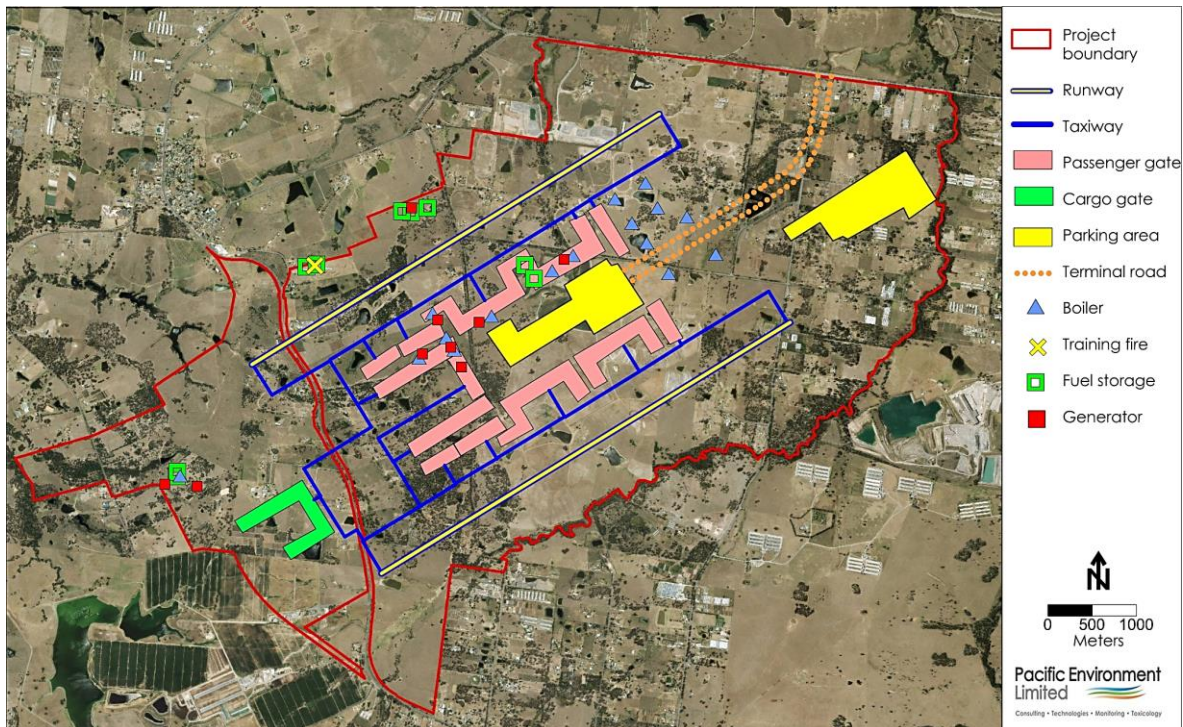 Project
boundary
Runway
Taxiway
Passenger gate
Cargo gate
Parking area
Terminal road
Boiler
Training fire
Fuel storage
Generator
N
0 500 1000
Meters
Pacific Environment
Limited
Consulting • Technologies • Monitoring • Toxicology